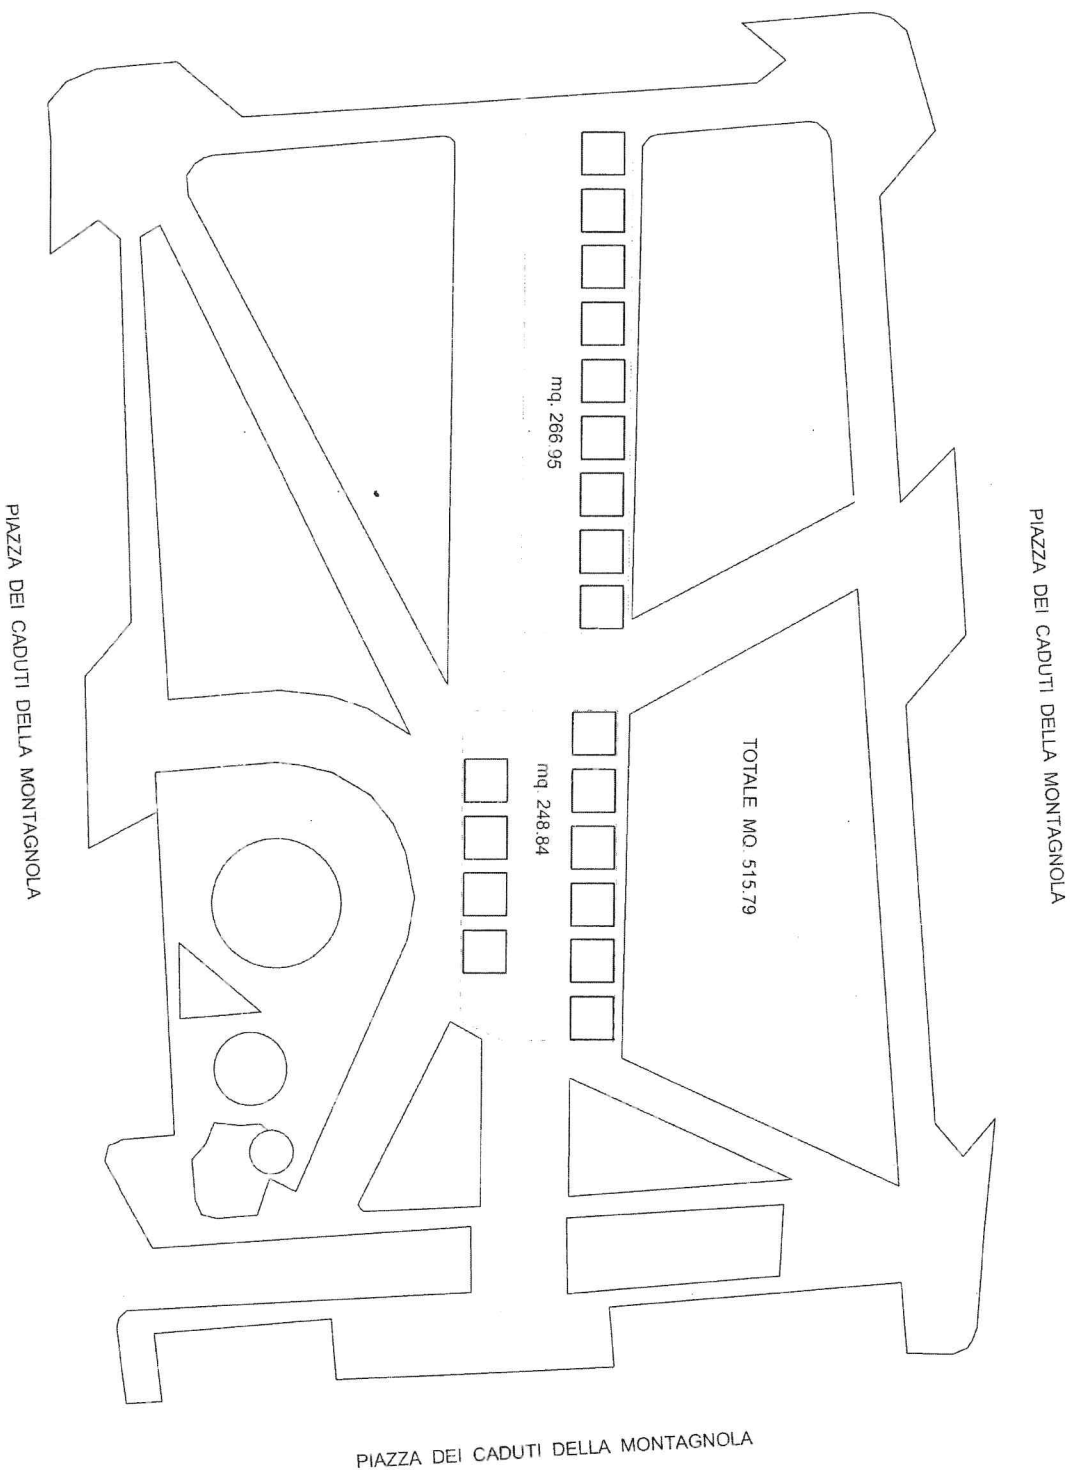 PIAZZA DEI CADUTI DELLA MONTAGNOLA
mq. 266.95
PIAZZA DEI CADUTI DELLA MONTAGNOLA
TOTALE MQ. 515.79
mq. 248.84
PIAZZA DEI CADUTI DELLA MONTAGNOLA